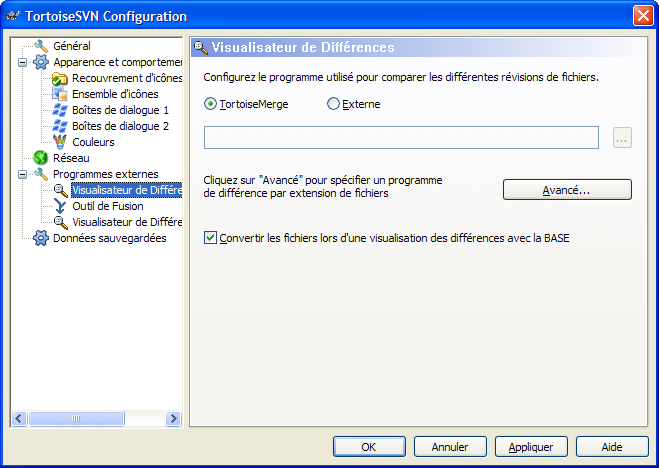 TortoiseSVN Configuration
Général
Apparence et comportemer
Recouvrement d'icônes
Ensemble d'icônes
Boîtes de dialogue 1
Boîtes de dialogue 2
Couleurs
Réseau
Programmes externes
Visualisateur de Différe
Outil de Fusion
Visualisateur de Différe
Données sauvegardées
Visualisateur de Différences
Configurez le programme utilisé pour comparer les différentes révisions de fichiers.
TortoiseMerge
Externe
...
Cliquez sur "Avancé" pour spécifier un programme
de différence par extension de fichiers
Avancé...
Convertir les fichiers lors d'une visualisation des différences avec la BASE
OK
Annuler
Appliquer
Aide